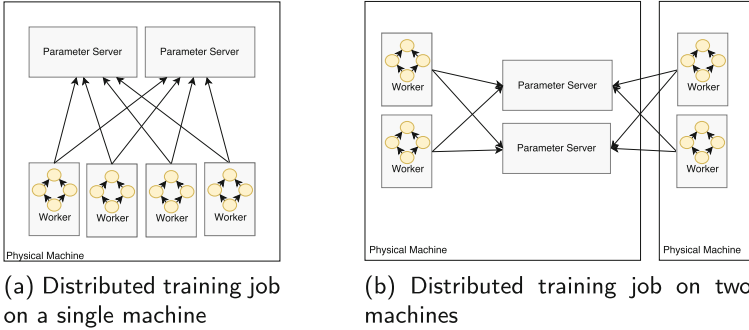 Parameter Server
Parameter Server
Worker
Worker
Worker
Worker
Physical Machine
(a) Distributed training job
on a single machine
Worker
Worker
Parameter Server
Parameter Server
Worker
Worker
Physical Machine
Physical Machine
(b) Distributed training job on two
machines